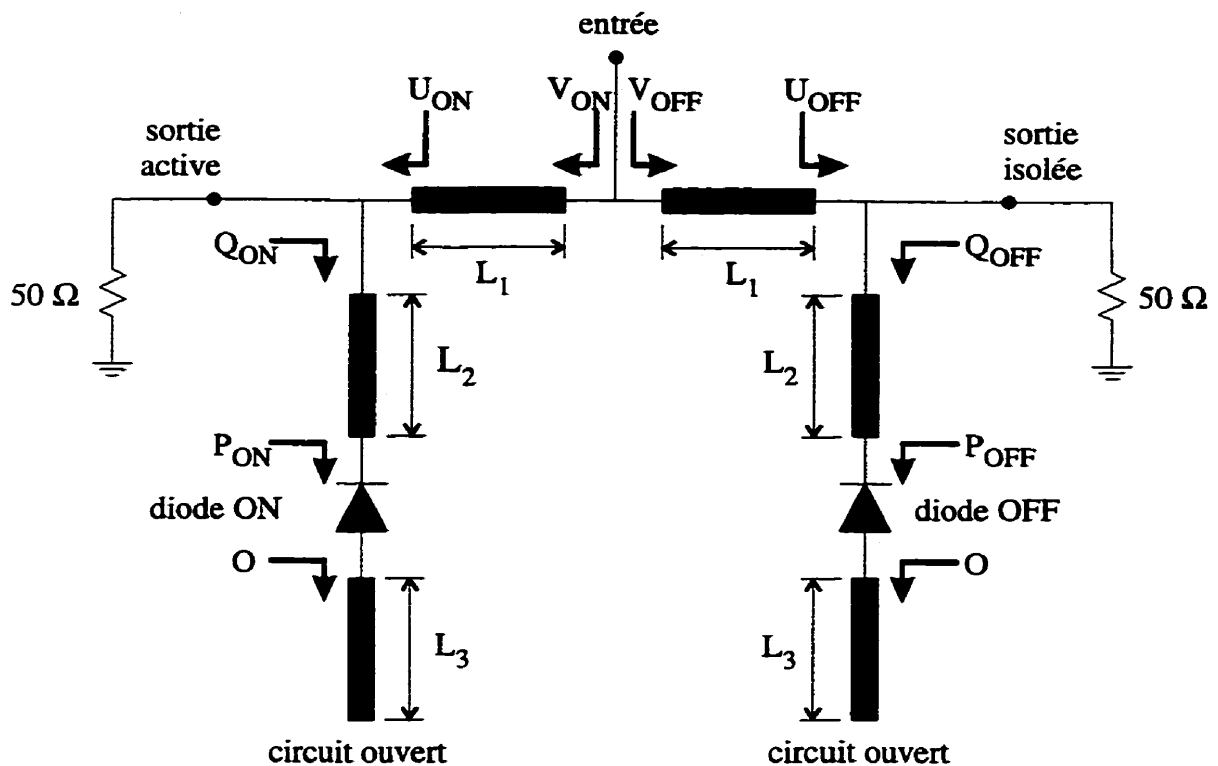 entrée
U_ON
V_ON
V_OFF
U_OFF
sortie
active
sortie
isolée
Q_ON
Q_OFF
L_1
L_1
50 Ω
50 Ω
L_2
L_2
P_ON
P_OFF
diode ON
diode OFF
O
O
L_3
L_3
circuit ouvert
circuit ouvert